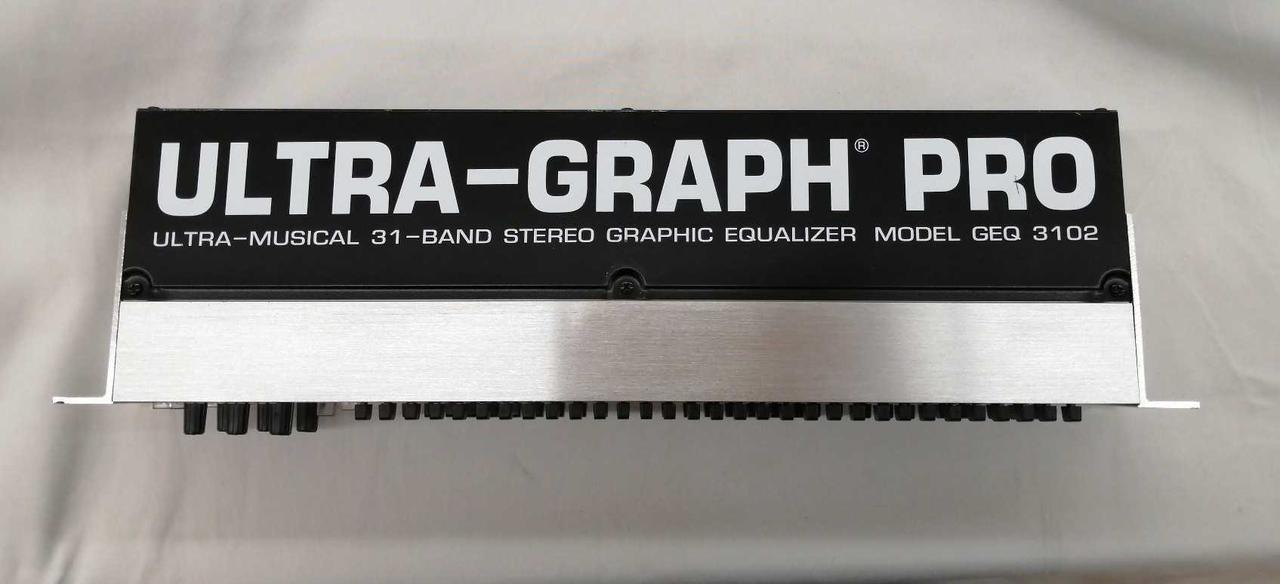 ULTRA-GRAPH® PRO
ULTRA-MUSICAL 31-BAND STEREO GRAPHIC EQUALIZER MODEL GEQ 3102